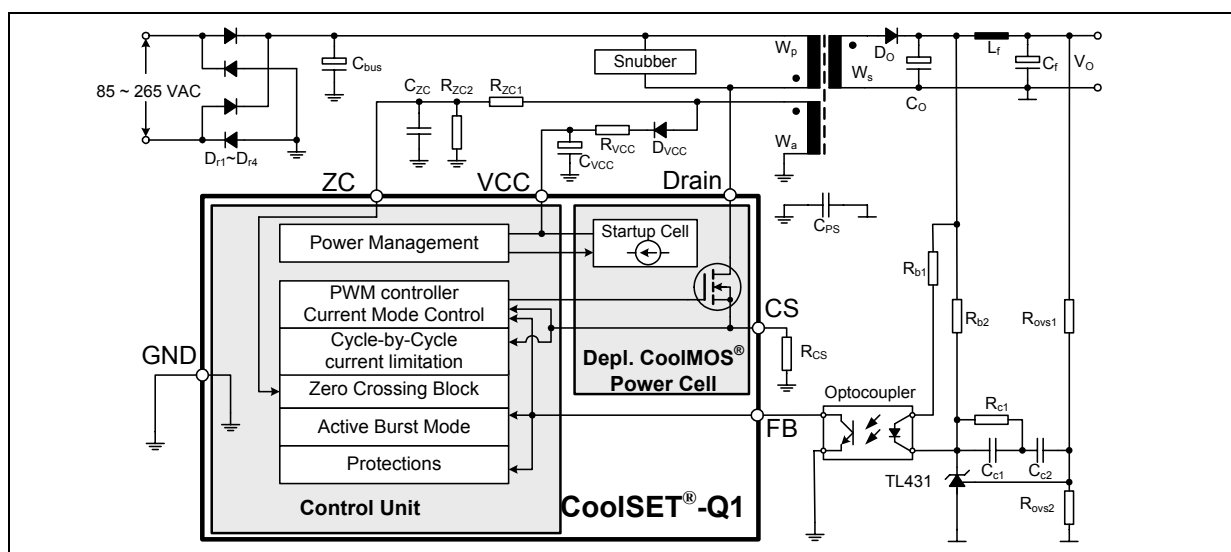 85 ~ 265 VAC
Dr1~Dr4
Cbus
Snubber
Wp
Ws
Wa
DO
CO
Lf
Cf
VO
CZC
RZC2
RZC1
RVCC
DVCC
CVCC
ZC
VCC
Drain
CPS
Power Management
Startup Cell
PWM controller
Current Mode Control
Cycle-by-Cycle
current limitation
Zero Crossing Block
Active Burst Mode
Protections
Control Unit
Depl. CoolMOS®
Power Cell
CoolSET®-Q1
GND
CS
RCS
FB
Optocoupler
Rb1
Rb2
Rovs1
Rc1
Cc1
Cc2
TL431
Rovs2